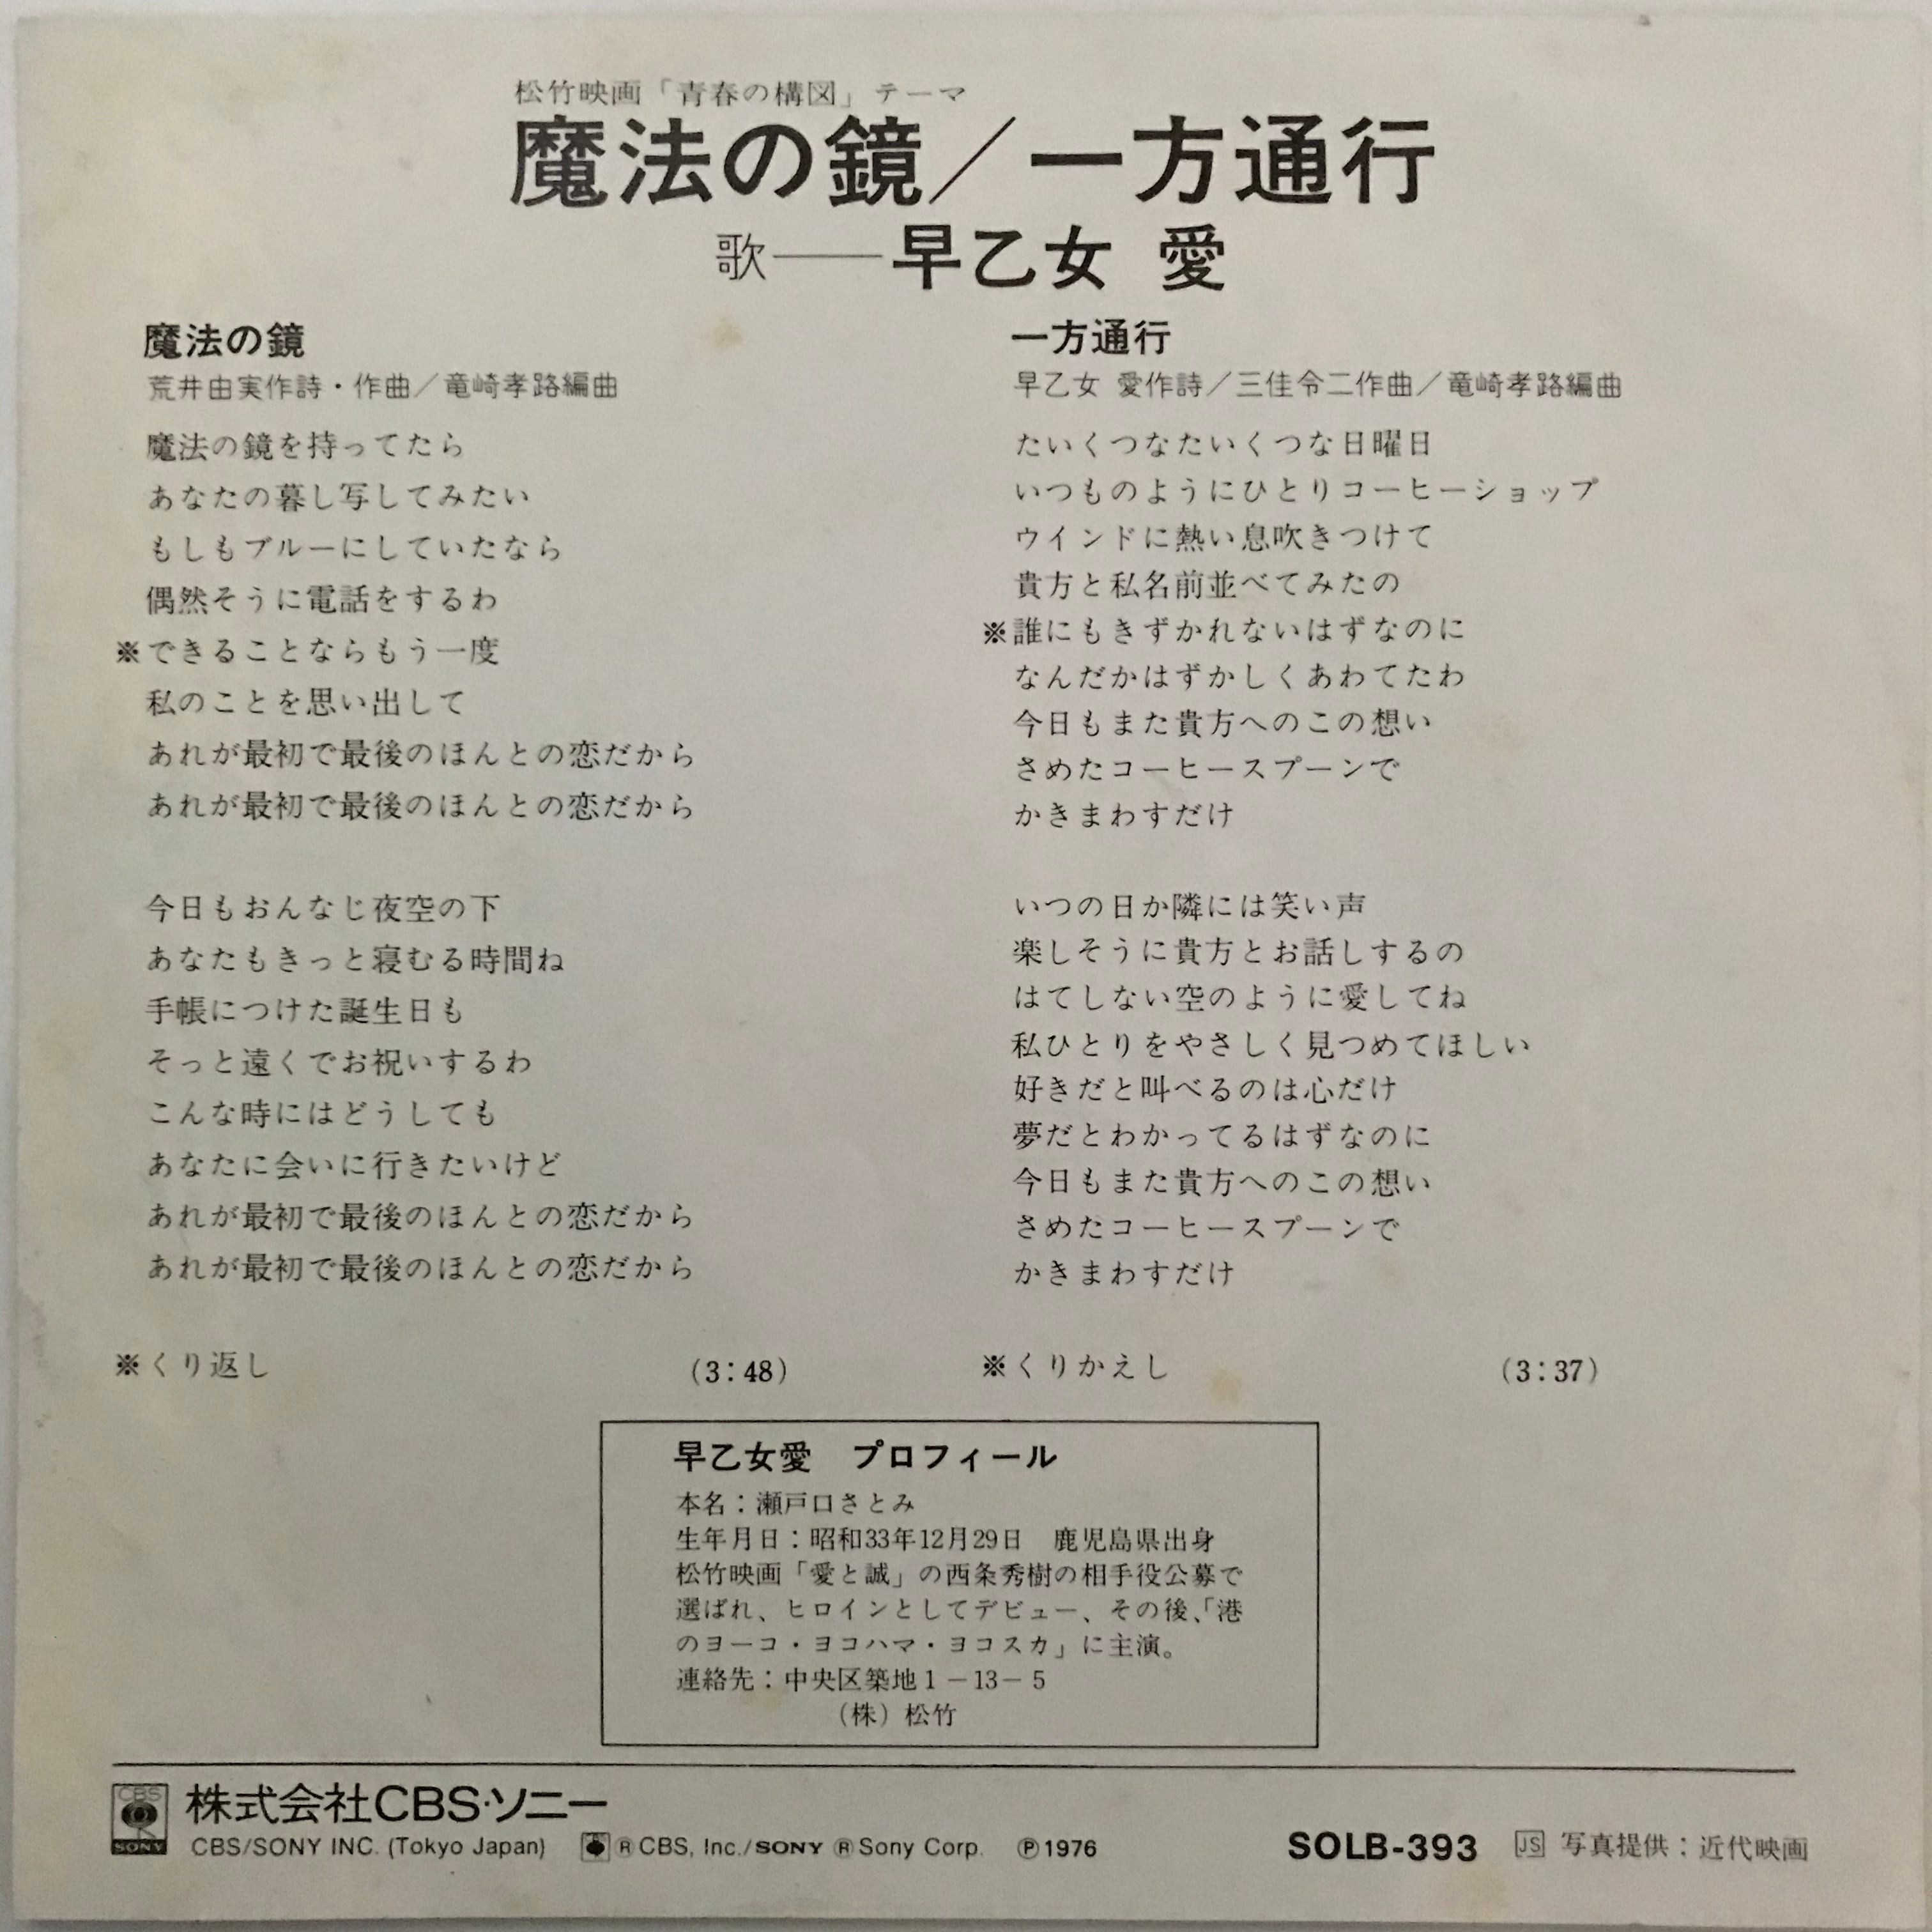 松竹映画「青春の構図」テーマ
魔法の鏡／一方通行
歌――早乙女 愛
魔法の鏡
荒井由実作詩・作曲／竜崎孝路編曲
魔法の鏡を持ってたら
あなたの暮し写してみたい
もしもブルーにしていたなら
偶然そうに電話をするわ
※できることならもう一度
私のことを思い出して
あれが最初で最後のほんとの恋だから
あれが最初で最後のほんとの恋だから
今日もおんなじ夜空の下
あなたもきっと寝むる時間ね
手帳につけた誕生日も
そっと遠くでお祝いするわ
こんな時にはどうしても
あなたに会いに行きたいけど
あれが最初で最後のほんとの恋だから
あれが最初で最後のほんとの恋だから
※くり返し
(3:48)
一方通行
早乙女 愛作詩／三佳令二作曲／竜崎孝路編曲
たいくつなたいくつな日曜日
いつものようにひとりコーヒーショップ
ウインドに熱い息吹きつけて
貴方と私名前並べてみたの
※誰にもきずかれないはずなのに
なんだかはずかしくあわてたわ
今日もまた貴方へのこの想い
さめたコーヒースプーンで
かきまわすだけ
いつの日か隣には笑い声
楽しそうに貴方とお話しするの
はてしない空のように愛してね
私ひとりをやさしく見つめてほしい
好きだと叫べるのは心だけ
夢だとわかってるはずなのに
今日もまた貴方へのこの想い
さめたコーヒースプーンで
かきまわすだけ
※くりかえし
(3:37)
早乙女愛　プロフィール
本名：瀬戸口さとみ
生年月日：昭和33年12月29日　鹿児島県出身
松竹映画「愛と誠」の西条秀樹の相手役公募で
選ばれ、ヒロインとしてデビュー、その後、「港
のヨーコ・ヨコハマ・ヨコスカ」に主演。
連絡先：中央区築地1－13－5
（株）松竹
CBS
SONY
株式会社CBS・ソニー
CBS/SONY INC. (Tokyo Japan) ®CBS, Inc./SONY ®Sony Corp. ℗1976
SOLB-393 JS 写真提供：近代映画